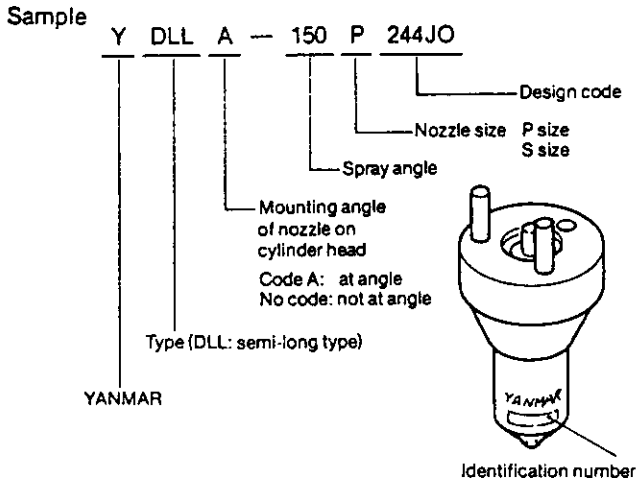 Sample
Y DLL A — 150 P 244JO
Design code
Nozzle size P size
S size
Spray angle
Mounting angle
of nozzle on
cylinder head
Code A: at angle
No code: not at angle
Type (DLL: semi-long type)
YANMAR
YANMAR
Identification number